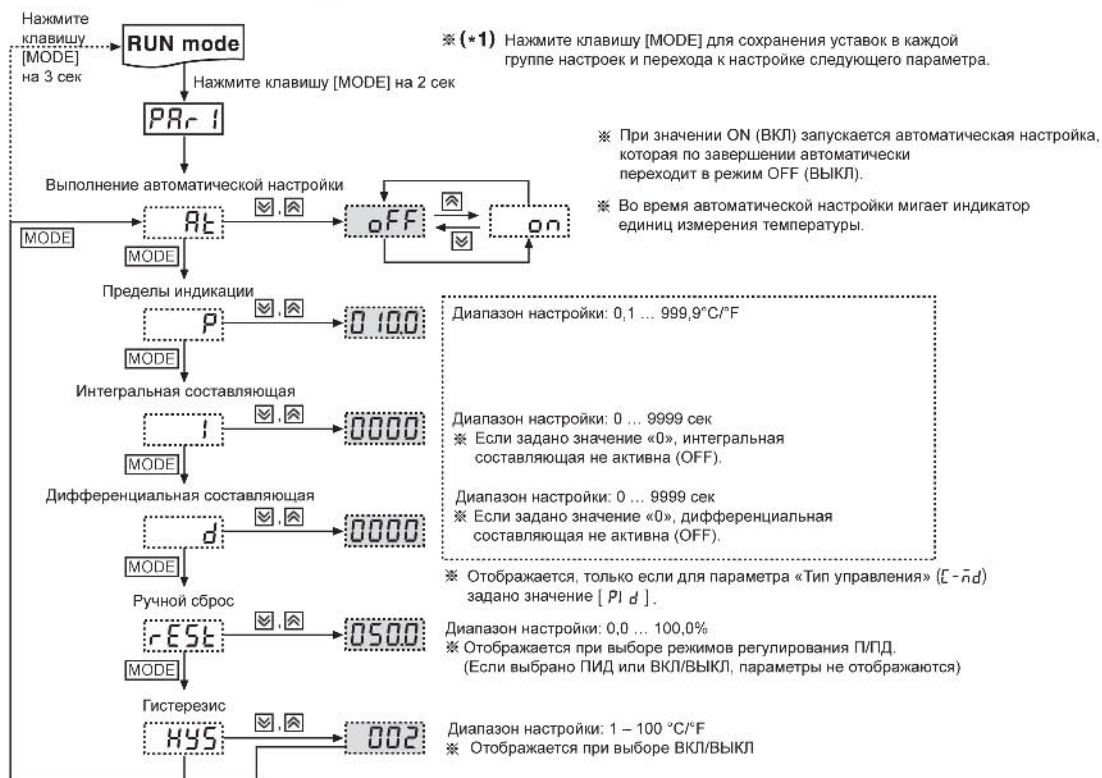 Нажмите
клавишу
[MODE]
на 3 сек
RUN mode
※(*1) Нажмите клавишу [MODE] для сохранения уставок в каждой
группе настроек и перехода к настройке следующего параметра.
Нажмите клавишу [MODE] на 2 сек
PAr 1
※ При значении ON (ВКЛ) запускается автоматическая настройка,
которая по завершении автоматически
переходит в режим OFF (ВЫКЛ).
Выполнение автоматической настройки
At
oFF
on
※ Во время автоматической настройки мигает индикатор
единиц измерения температуры.
MODE
MODE
Пределы индикации
P
010.0
Диапазон настройки: 0,1 ... 999,9°C/°F
MODE
Интегральная составляющая
I
0000
Диапазон настройки: 0 ... 9999 сек
※ Если задано значение «0», интегральная
составляющая не активна (OFF).
MODE
Дифференциальная составляющая
d
0000
Диапазон настройки: 0 ... 9999 сек
※ Если задано значение «0», дифференциальная
составляющая не активна (OFF).
MODE
※ Отображается, только если для параметра «Тип управления» (C-nd)
задано значение [ PI d ].
Ручной сброс
rESt
050.0
Диапазон настройки: 0,0 ... 100,0%
※ Отображается при выборе режимов регулирования П/ПД.
(Если выбрано ПИД или ВКЛ/ВЫКЛ, параметры не отображаются)
MODE
Гистерезис
HYS
002
Диапазон настройки: 1 – 100 °C/°F
※ Отображается при выборе ВКЛ/ВЫКЛ